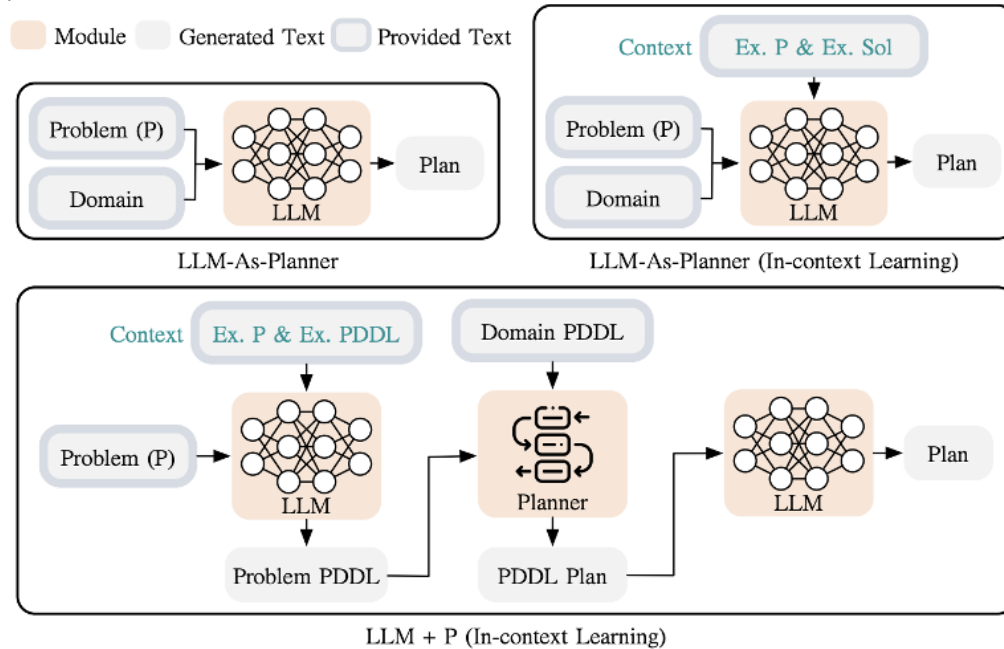 Module Generated Text Provided Text
Context Ex. P & Ex. Sol
Problem (P)
Domain
LLM
Plan
LLM-As-Planner
Problem (P)
Domain
LLM
Plan
LLM-As-Planner (In-context Learning)
Context Ex. P & Ex. PDDL
Domain PDDL
Problem (P)
LLM
Planner
LLM
Plan
Problem PDDL
PDDL Plan
LLM + P (In-context Learning)